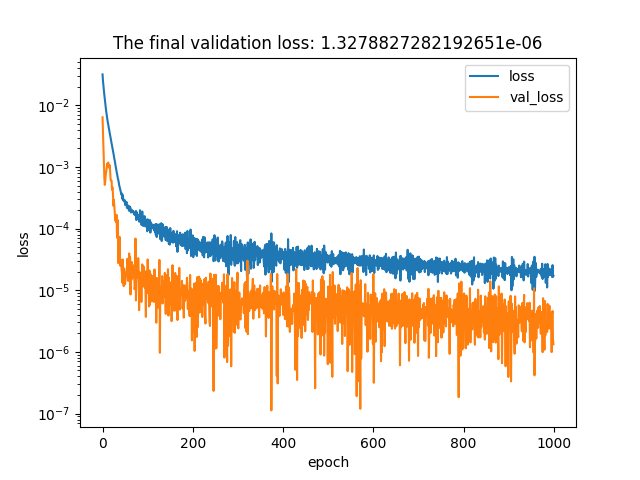 The final validation loss: 1.3278827282192651e-06
loss
val_loss
loss
10⁻²
10⁻³
10⁻⁴
10⁻⁵
10⁻⁶
10⁻⁷
0
200
400
600
800
1000
epoch